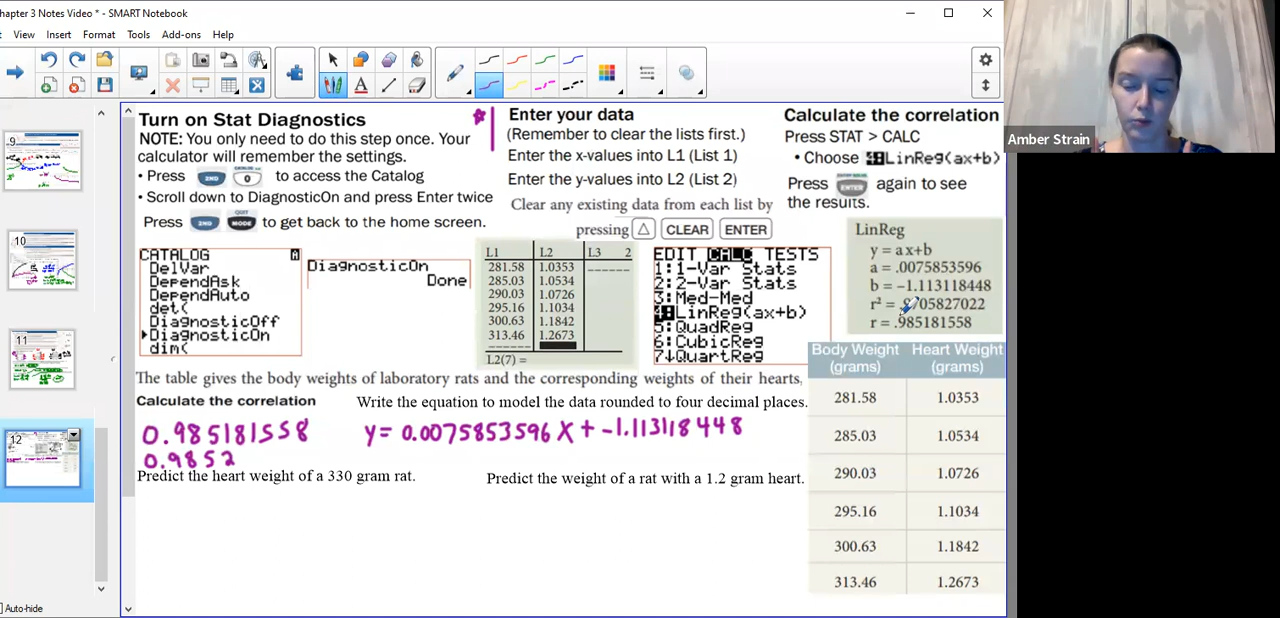 chapter 3 Notes Video * - SMART Notebook
View Insert Format Tools Add-ons Help
Amber Strain
9
10
11
12
Auto-hide
Turn on Stat Diagnostics
NOTE: You only need to do this step once. Your
calculator will remember the settings.
• Press 2ND 0 to access the Catalog
• Scroll down to DiagnosticOn and press Enter twice
Press 2ND QUIT MODE to get back to the home screen.
CATALOG A
DelVar
DependAsk
DependAuto
det(
DiagnosticOff
DiagnosticOn
dim(
DiagnosticOn
Done
Enter your data
(Remember to clear the lists first.)
Enter the x-values into L1 (List 1)
Enter the y-values into L2 (List 2)
Clear any existing data from each list by
pressing △ CLEAR ENTER
L1 L2 L3 2
281.58 1.0353 ------
285.03 1.0534
290.03 1.0726
295.16 1.1034
300.63 1.1842
313.46 1.2673
L2(7) =
Calculate the correlation
Press STAT > CALC
• Choose 4:LinReg(ax+b)
Press ENTER again to see
the results.
EDIT CALC TESTS
1:1-Var Stats
2:2-Var Stats
3:Med-Med
4:LinReg(ax+b)
5:QuadReg
6:CubicReg
7↓QuartReg
LinReg
y = ax+b
a = .0075853596
b = −1.113118448
r² = .9705827022
r = .985181558
The table gives the body weights of laboratory rats and the corresponding weights of their hearts,
Calculate the correlation
Write the equation to model the data rounded to four decimal places.
0.985181558
y = 0.0075853596 x + -1.113118448
0.9852
Predict the heart weight of a 330 gram rat.
Predict the weight of a rat with a 1.2 gram heart.
Body Weight (grams) Heart Weight (grams)
281.58 1.0353
285.03 1.0534
290.03 1.0726
295.16 1.1034
300.63 1.1842
313.46 1.2673